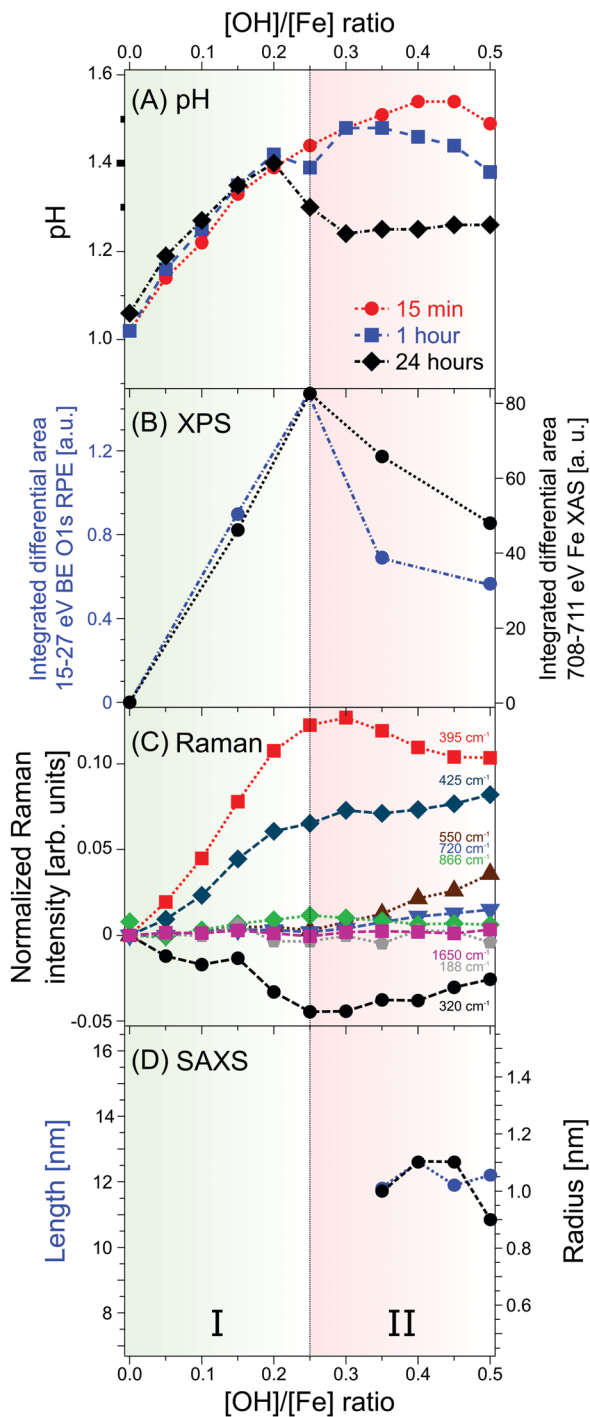 [OH]/[Fe] ratio
0.0 0.1 0.2 0.3 0.4 0.5
(A) pH
pH
1.6
1.4
1.2
1.0
15 min
1 hour
24 hours
(B) XPS
Integrated differential area
15-27 eV BE O1s RPE [a.u.]
1.2
0.8
0.4
0
80
60
40
20
0
Integrated differential area
708-711 eV Fe XAS [a. u.]
(C) Raman
Normalized Raman
intensity [arb. units]
0.10
0.05
0
-0.05
395 cm⁻¹
425 cm⁻¹
550 cm⁻¹
720 cm⁻¹
866 cm⁻¹
1650 cm⁻¹
188 cm⁻¹
320 cm⁻¹
(D) SAXS
Length [nm]
16
14
12
10
8
1.4
1.2
1.0
0.8
0.6
Radius [nm]
I II
0.0 0.1 0.2 0.3 0.4 0.5
[OH]/[Fe] ratio